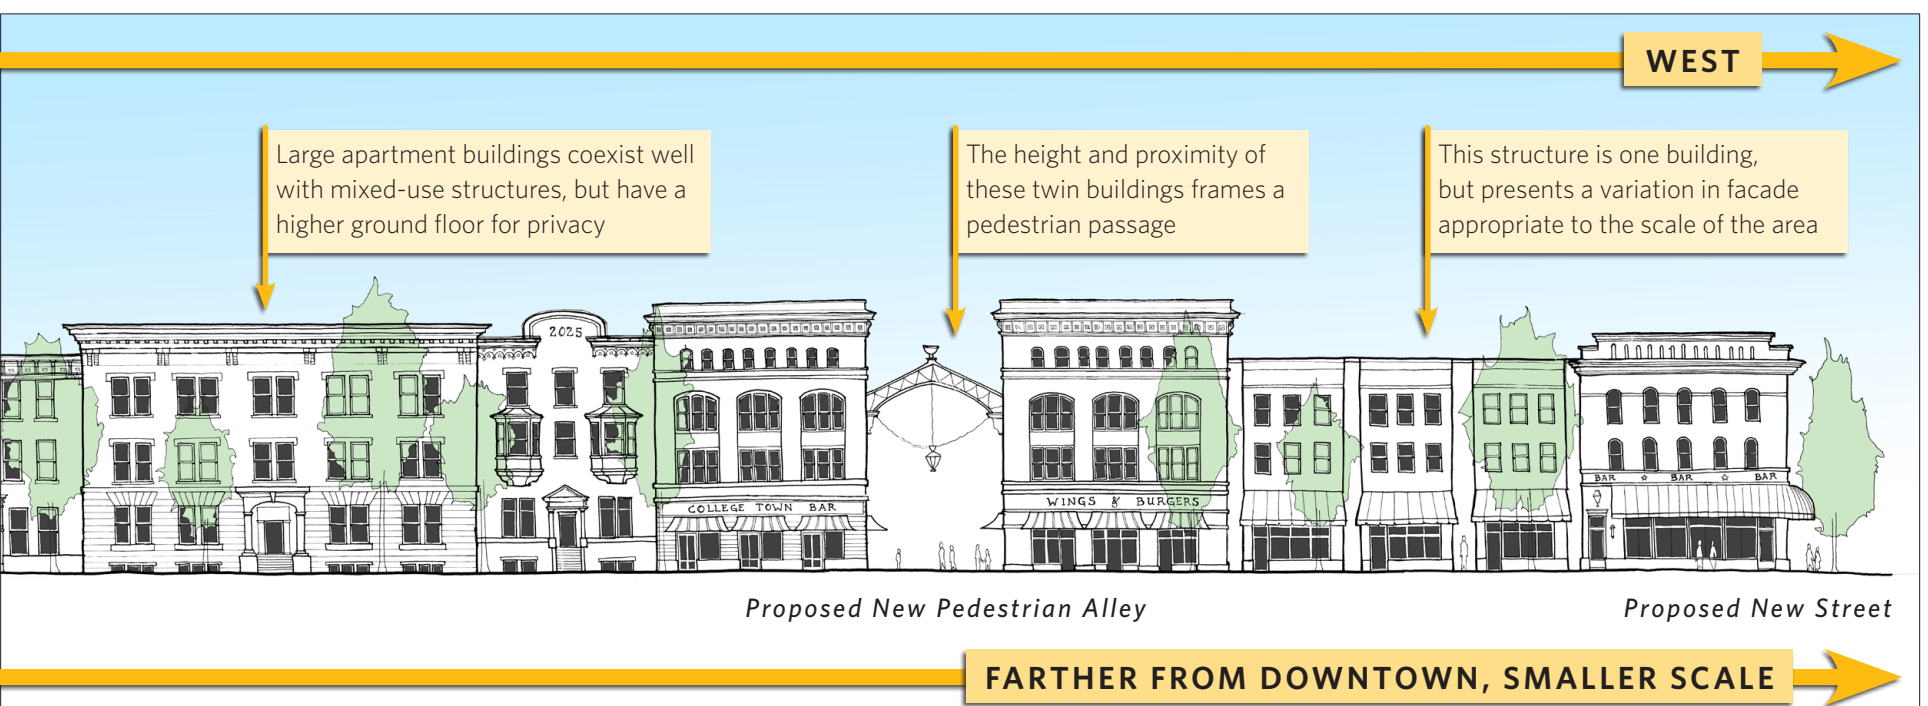 WEST
Large apartment buildings coexist well
with mixed-use structures, but have a
higher ground floor for privacy
The height and proximity of
these twin buildings frames a
pedestrian passage
This structure is one building,
but presents a variation in facade
appropriate to the scale of the area
2025
COLLEGE TOWN BAR
WINGS & BURGERS
BAR ☆ BAR ☆ BAR
Proposed New Pedestrian Alley
Proposed New Street
FARTHER FROM DOWNTOWN, SMALLER SCALE